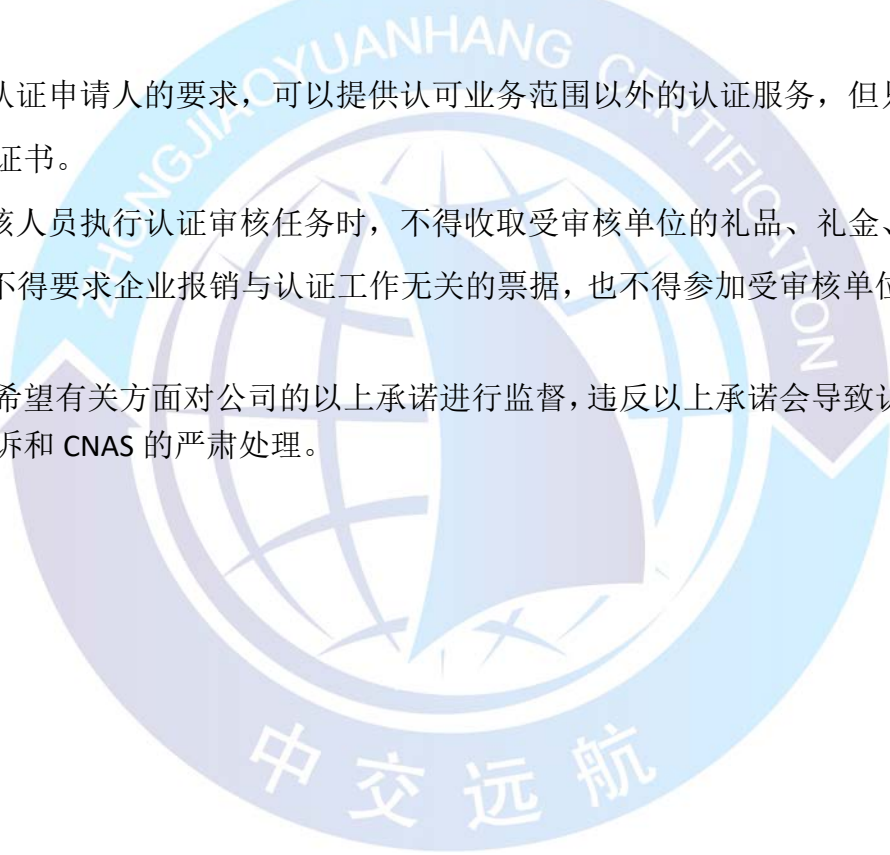 ZHONGJIAOYUANHANG CERTIFICATION
认证申请人的要求，可以提供认可业务范围以外的认证服务，但
证书。
核人员执行认证审核任务时，不得收取受审核单位的礼品、礼金、
不得要求企业报销与认证工作无关的票据，也不得参加受审核单位
希望有关方面对公司的以上承诺进行监督，违反以上承诺会导致
诉和 CNAS 的严肃处理。
中交远航